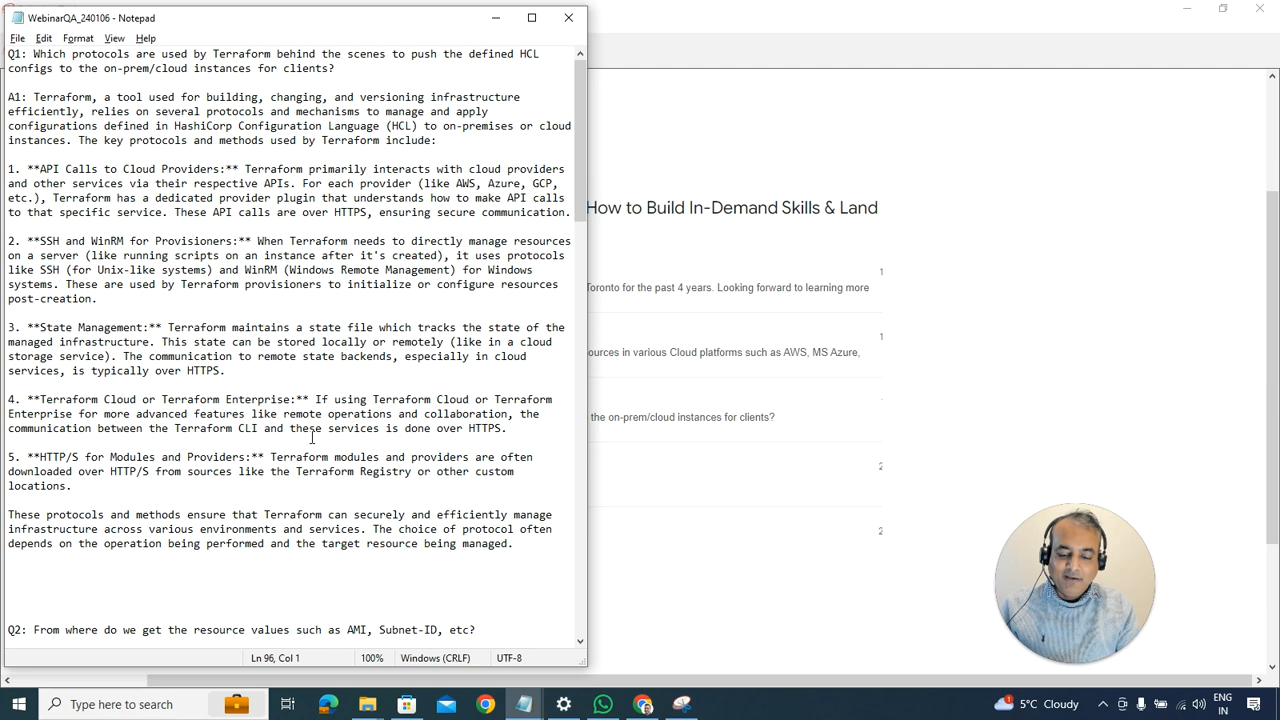 WebinarQA_240106 - Notepad
File Edit Format View Help
Q1: Which protocols are used by Terraform behind the scenes to push the defined HCL
configs to the on-prem/cloud instances for clients?
A1: Terraform, a tool used for building, changing, and versioning infrastructure
efficiently, relies on several protocols and mechanisms to manage and apply
configurations defined in HashiCorp Configuration Language (HCL) to on-premises or cloud
instances. The key protocols and methods used by Terraform include:
1. **API Calls to Cloud Providers:** Terraform primarily interacts with cloud providers
and other services via their respective APIs. For each provider (like AWS, Azure, GCP,
etc.), Terraform has a dedicated provider plugin that understands how to make API calls
to that specific service. These API calls are over HTTPS, ensuring secure communication.
2. **SSH and WinRM for Provisioners:** When Terraform needs to directly manage resources
on a server (like running scripts on an instance after it's created), it uses protocols
like SSH (for Unix-like systems) and WinRM (Windows Remote Management) for Windows
systems. These are used by Terraform provisioners to initialize or configure resources
post-creation.
3. **State Management:** Terraform maintains a state file which tracks the state of the
managed infrastructure. This state can be stored locally or remotely (like in a cloud
storage service). The communication to remote state backends, especially in cloud
services, is typically over HTTPS.
4. **Terraform Cloud or Terraform Enterprise:** If using Terraform Cloud or Terraform
Enterprise for more advanced features like remote operations and collaboration, the
communication between the Terraform CLI and these services is done over HTTPS.
5. **HTTP/S for Modules and Providers:** Terraform modules and providers are often
downloaded over HTTP/S from sources like the Terraform Registry or other custom
locations.
These protocols and methods ensure that Terraform can securely and efficiently manage
infrastructure across various environments and services. The choice of protocol often
depends on the operation being performed and the target resource being managed.
Q2: From where do we get the resource values such as AMI, Subnet-ID, etc?
Ln 96, Col 1 100% Windows (CRLF) UTF-8
How to Build In-Demand Skills & Land
1
Toronto for the past 4 years. Looking forward to learning more
1
sources in various Cloud platforms such as AWS, MS Azure,
the on-prem/cloud instances for clients?
2
2
Type here to search
1
5°C Cloudy
ENG
IN